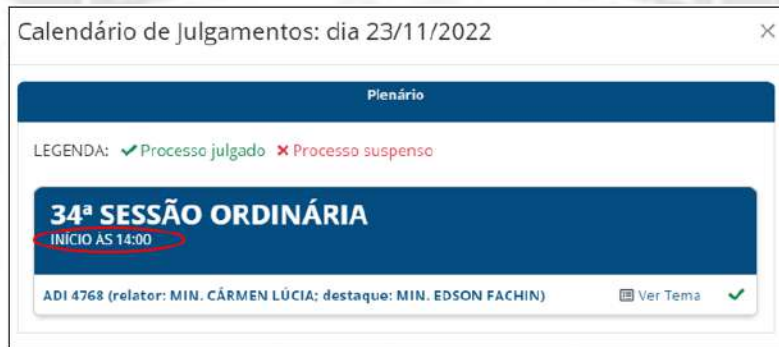 Calendário de Julgamentos: dia 23/11/2022
Plenário
LEGENDA: Processo julgado Processo suspenso
34ª SESSÃO ORDINÁRIA
INÍCIO ÀS 14:00
ADI 4768 (relator: MIN. CÁRMEN LÚCIA; destaque: MIN. EDSON FACHIN) Ver Tema